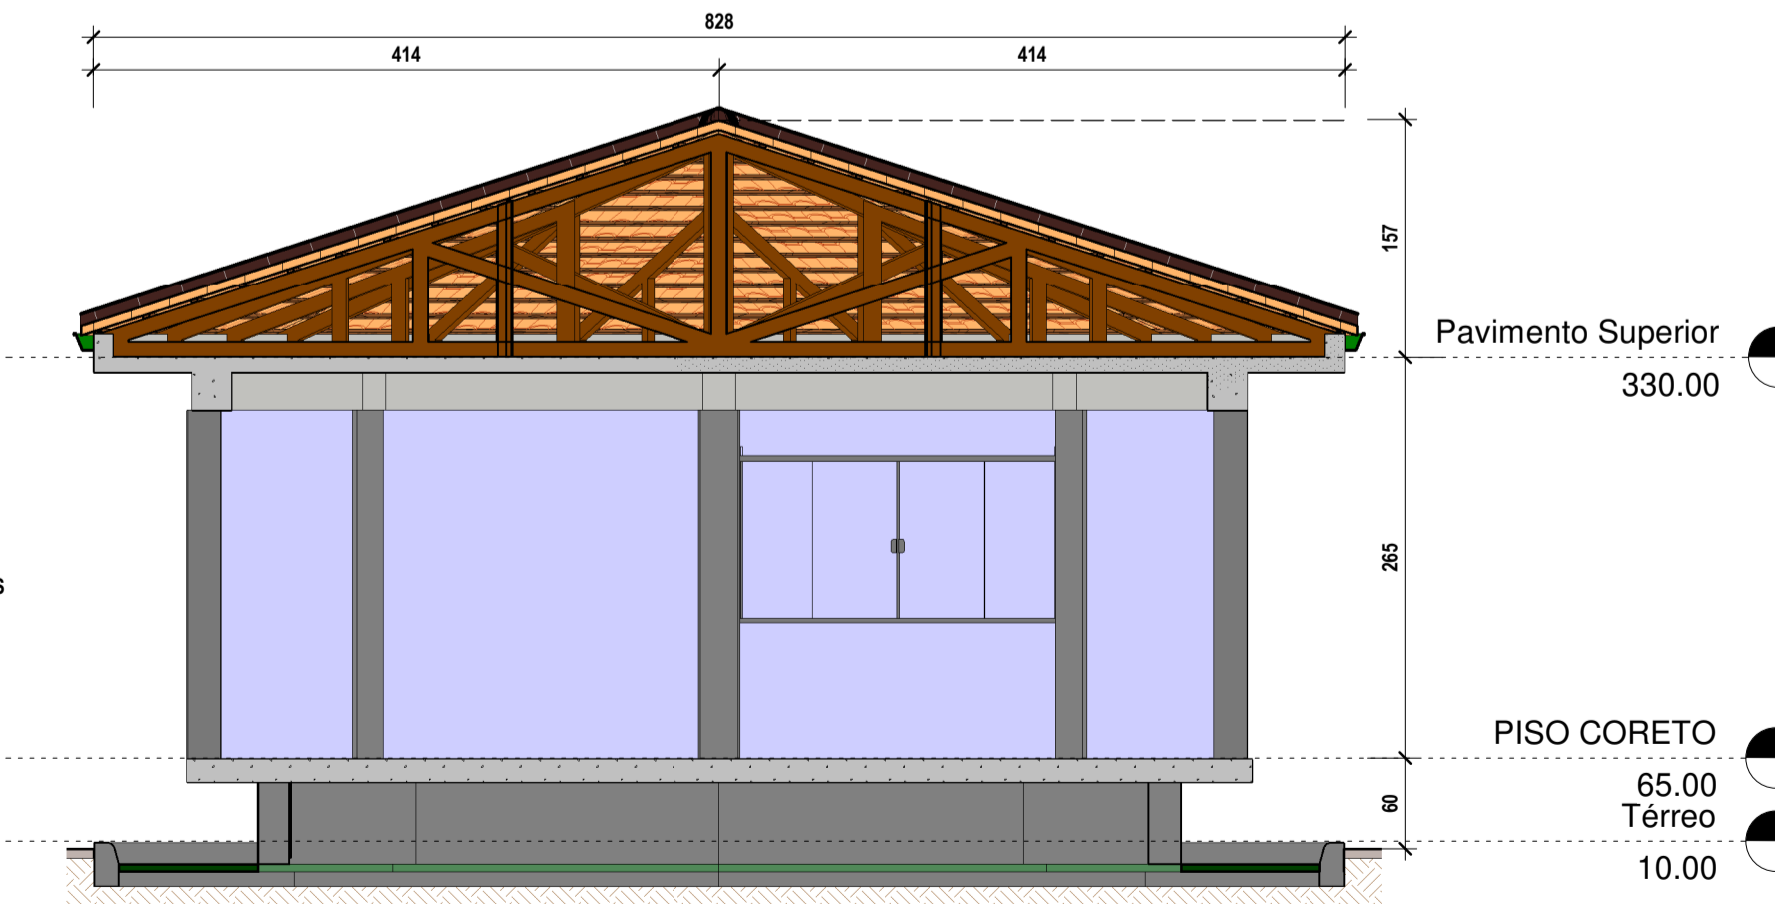 828
414
414
157
Pavimento Superior
330.00
265
s
PISO CORETO
65.00
60
Térreo
10.00